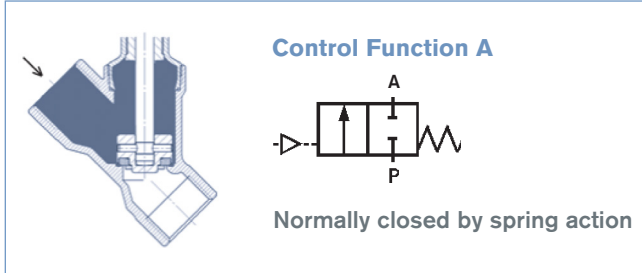 Control Function A
A
P
Normally closed by spring action